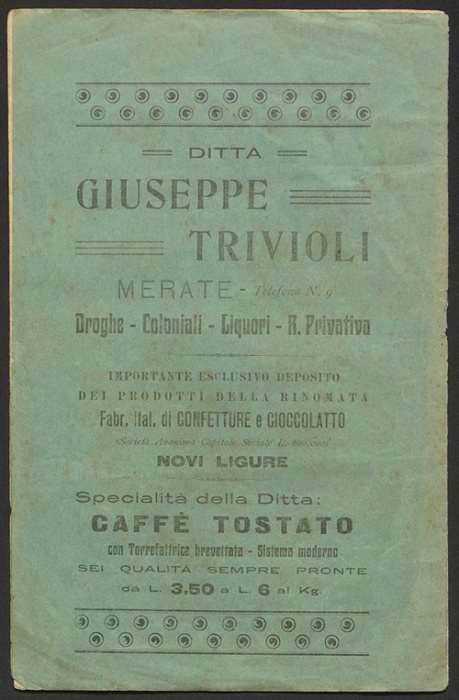 DITTA
GIUSEPPE
TRIVIOLI
MERATE - Telefono N. 9
Droghe - Coloniali - Liquori - R. Privativa
IMPORTANTE ESCLUSIVO DEPOSITO
DEI PRODOTTI DELLA RINOMATA
Fabr. Ital. di CONFETTURE e CIOCCOLATTO
(Società Anonima Capitale Sociale L. 600,000)
NOVI LIGURE
Specialità della Ditta:
CAFFÈ TOSTATO
con Torrefattrice brevettata - Sistema moderno
SEI QUALITÀ SEMPRE PRONTE
da L. 3.50 a L. 6 al Kg.